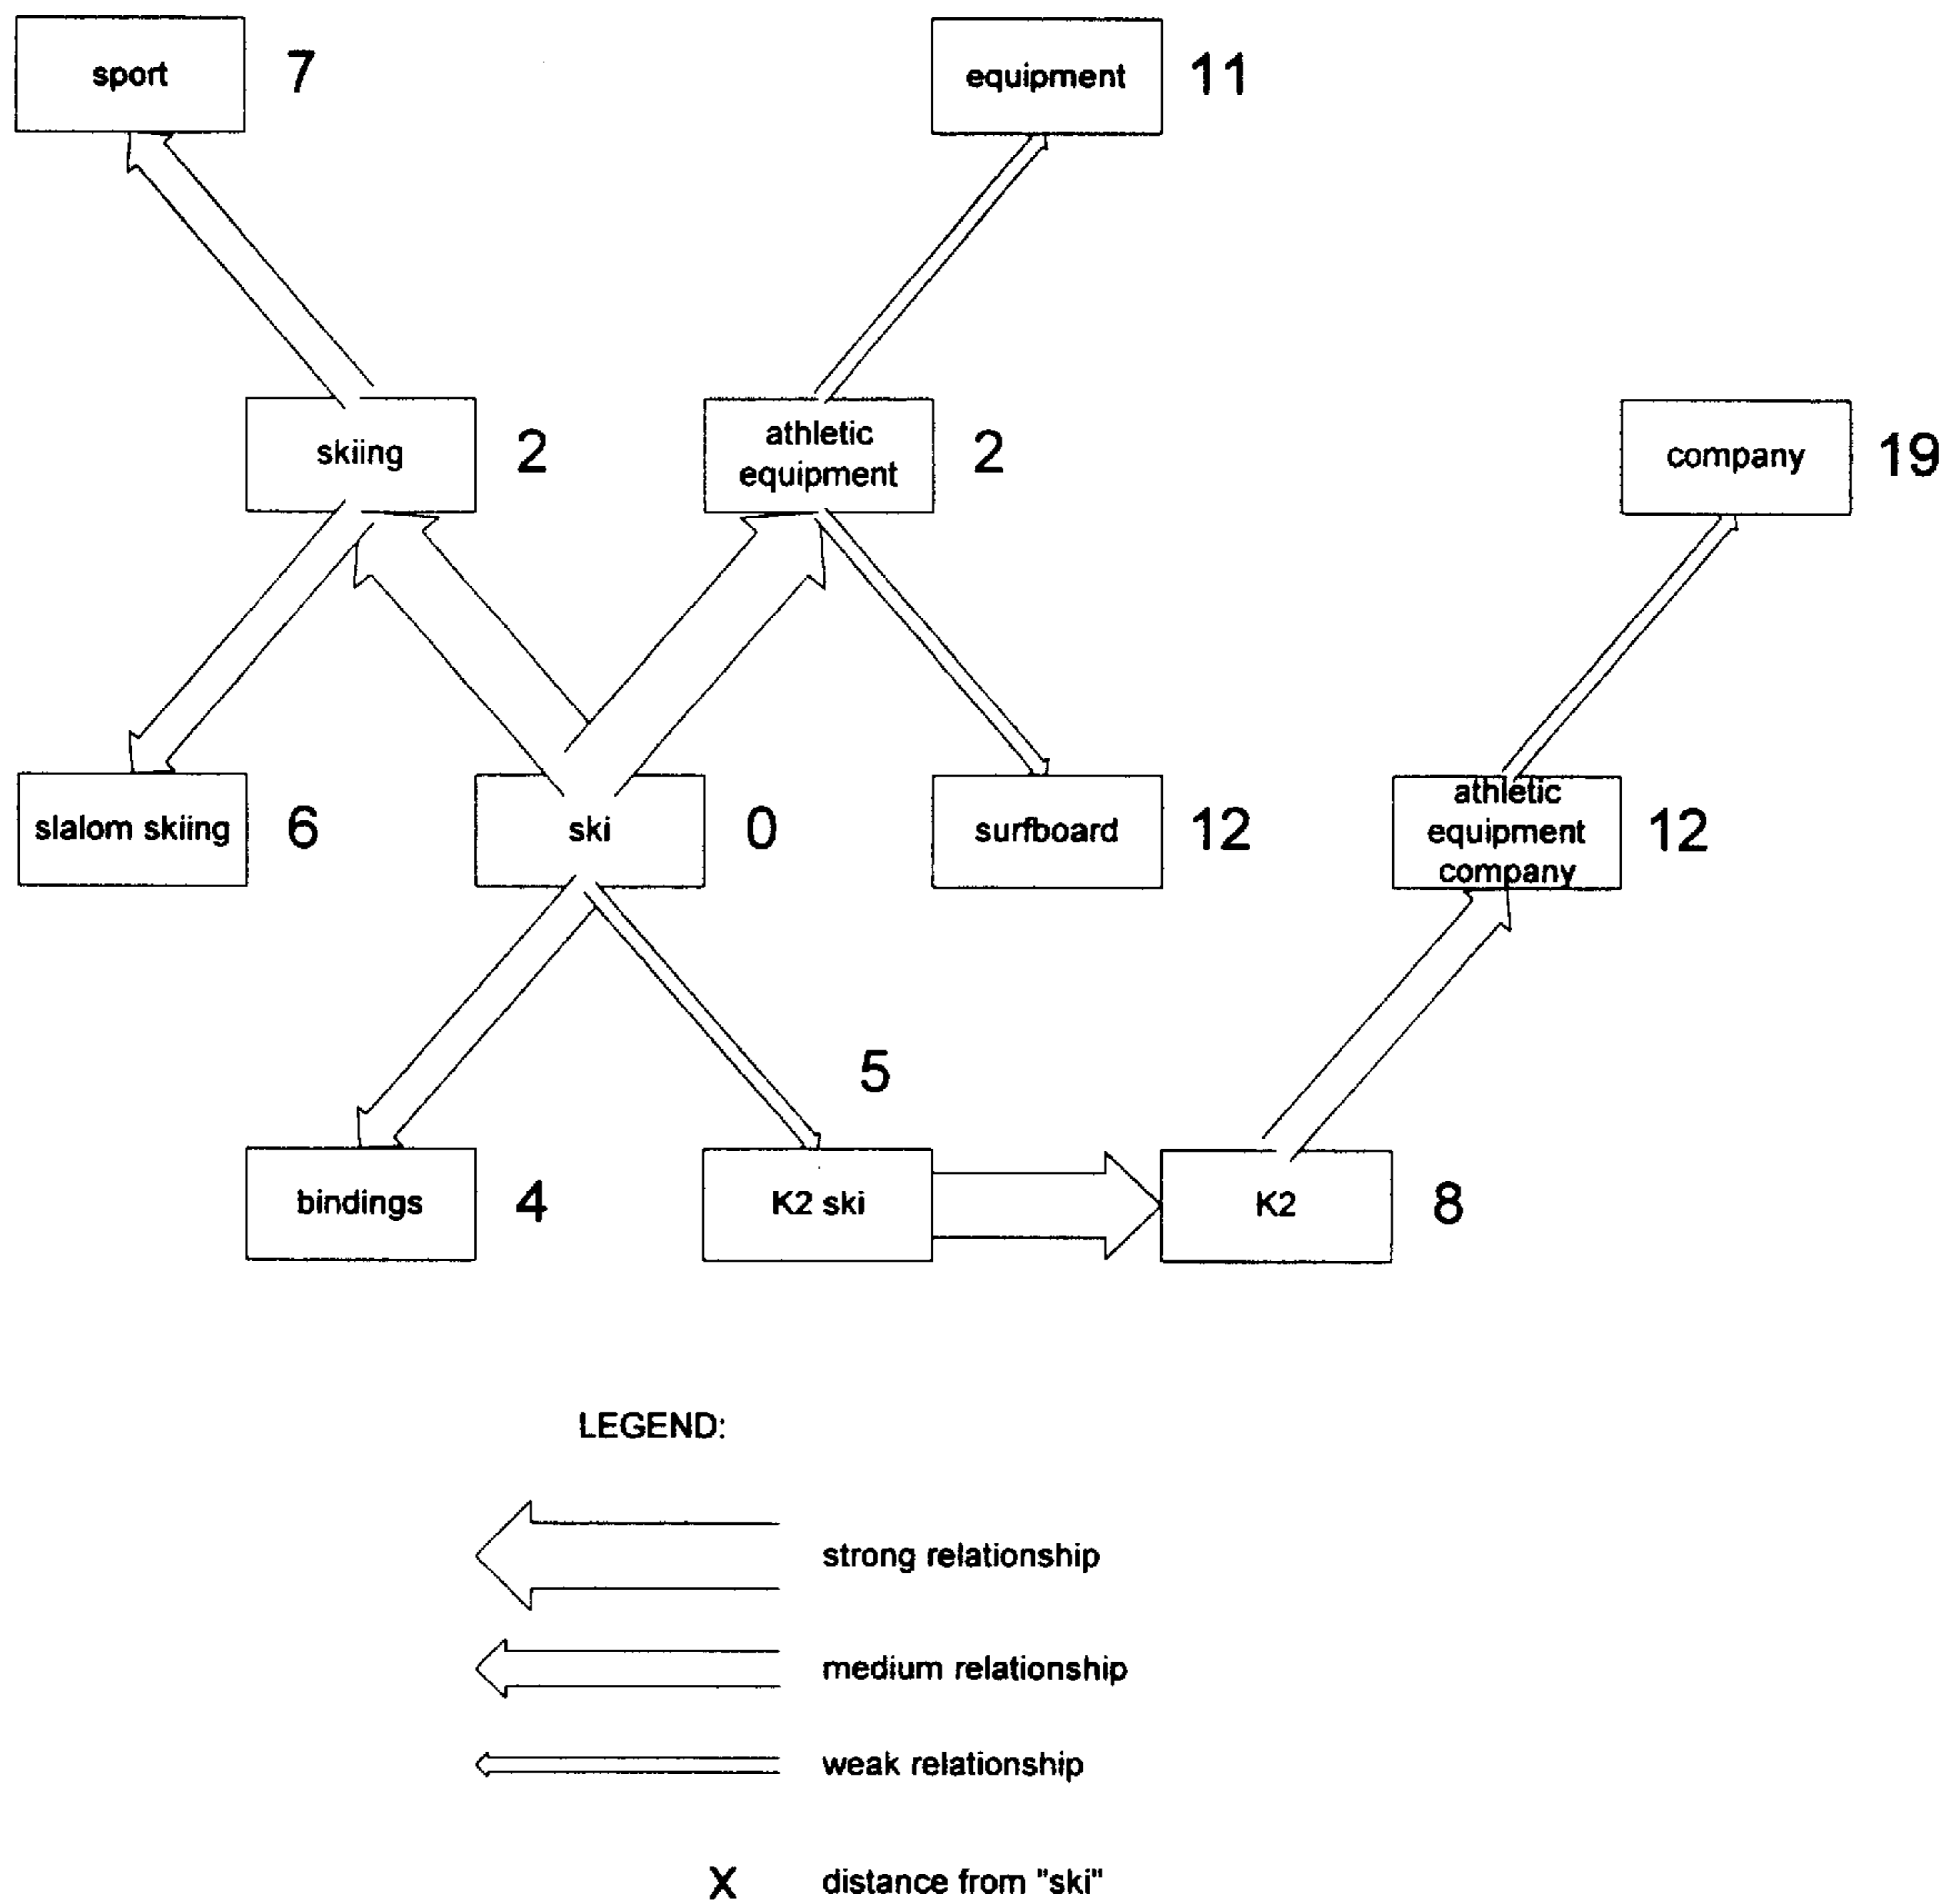 sport 7
equipment 11
skiing 2
athletic
equipment 2
company 19
slalom skiing 6
ski 0
surfboard 12
athletic
equipment
company 12
bindings 4
5
K2 ski
K2 8
LEGEND:
strong relationship
medium relationship
weak relationship
X distance from "ski"